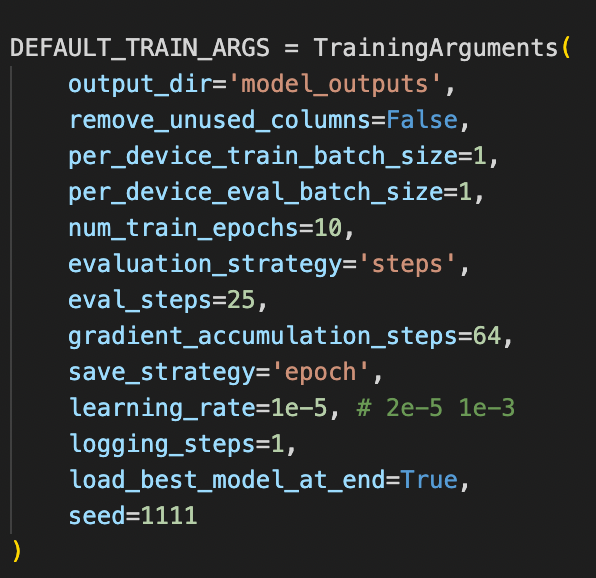 DEFAULT_TRAIN_ARGS = TrainingArguments(
    output_dir='model_outputs',
    remove_unused_columns=False,
    per_device_train_batch_size=1,
    per_device_eval_batch_size=1,
    num_train_epochs=10,
    evaluation_strategy='steps',
    eval_steps=25,
    gradient_accumulation_steps=64,
    save_strategy='epoch',
    learning_rate=1e-5, # 2e-5 1e-3
    logging_steps=1,
    load_best_model_at_end=True,
    seed=1111
)